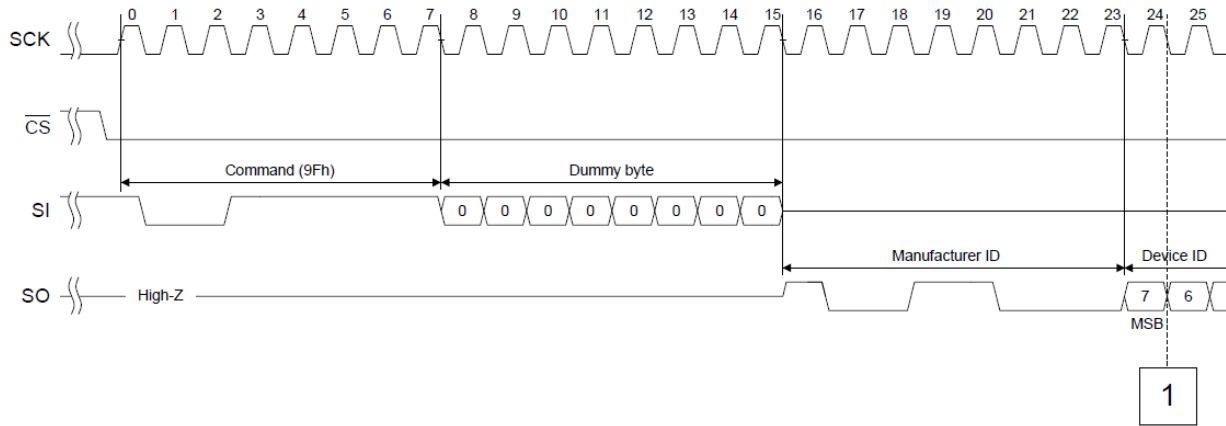 0 1 2 3 4 5 6 7 8 9 10 11 12 13 14 15 16 17 18 19 20 21 22 23 24 25
SCK
CS
Command (9Fh) Dummy byte
SI 0 0 0 0 0 0 0 0
Manufacturer ID Device ID
SO High-Z 7 6
MSB
1